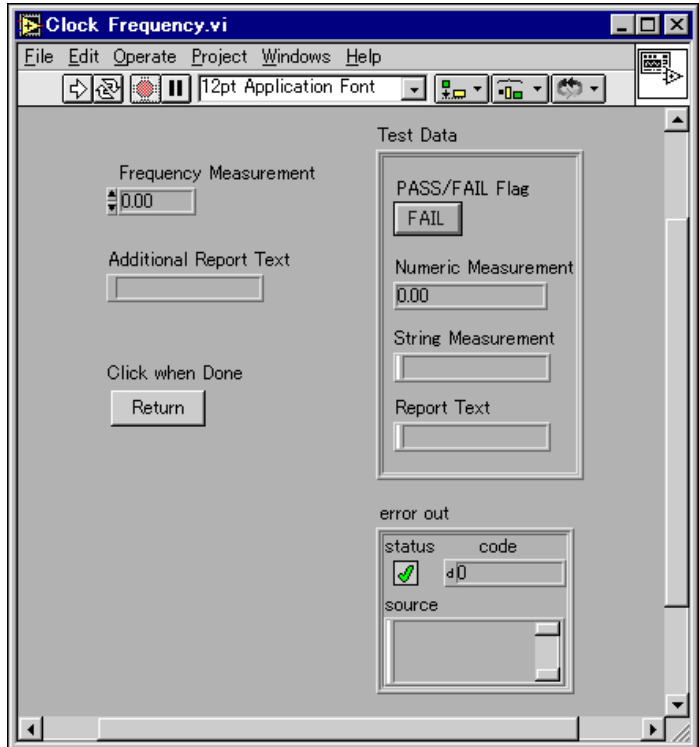 Clock Frequency.vi
File Edit Operate Project Windows Help
12pt Application Font
Frequency Measurement
0.00
Additional Report Text
Click when Done
Return
Test Data
PASS/FAIL Flag
FAIL
Numeric Measurement
0.00
String Measurement
Report Text
error out
status code
d0
source